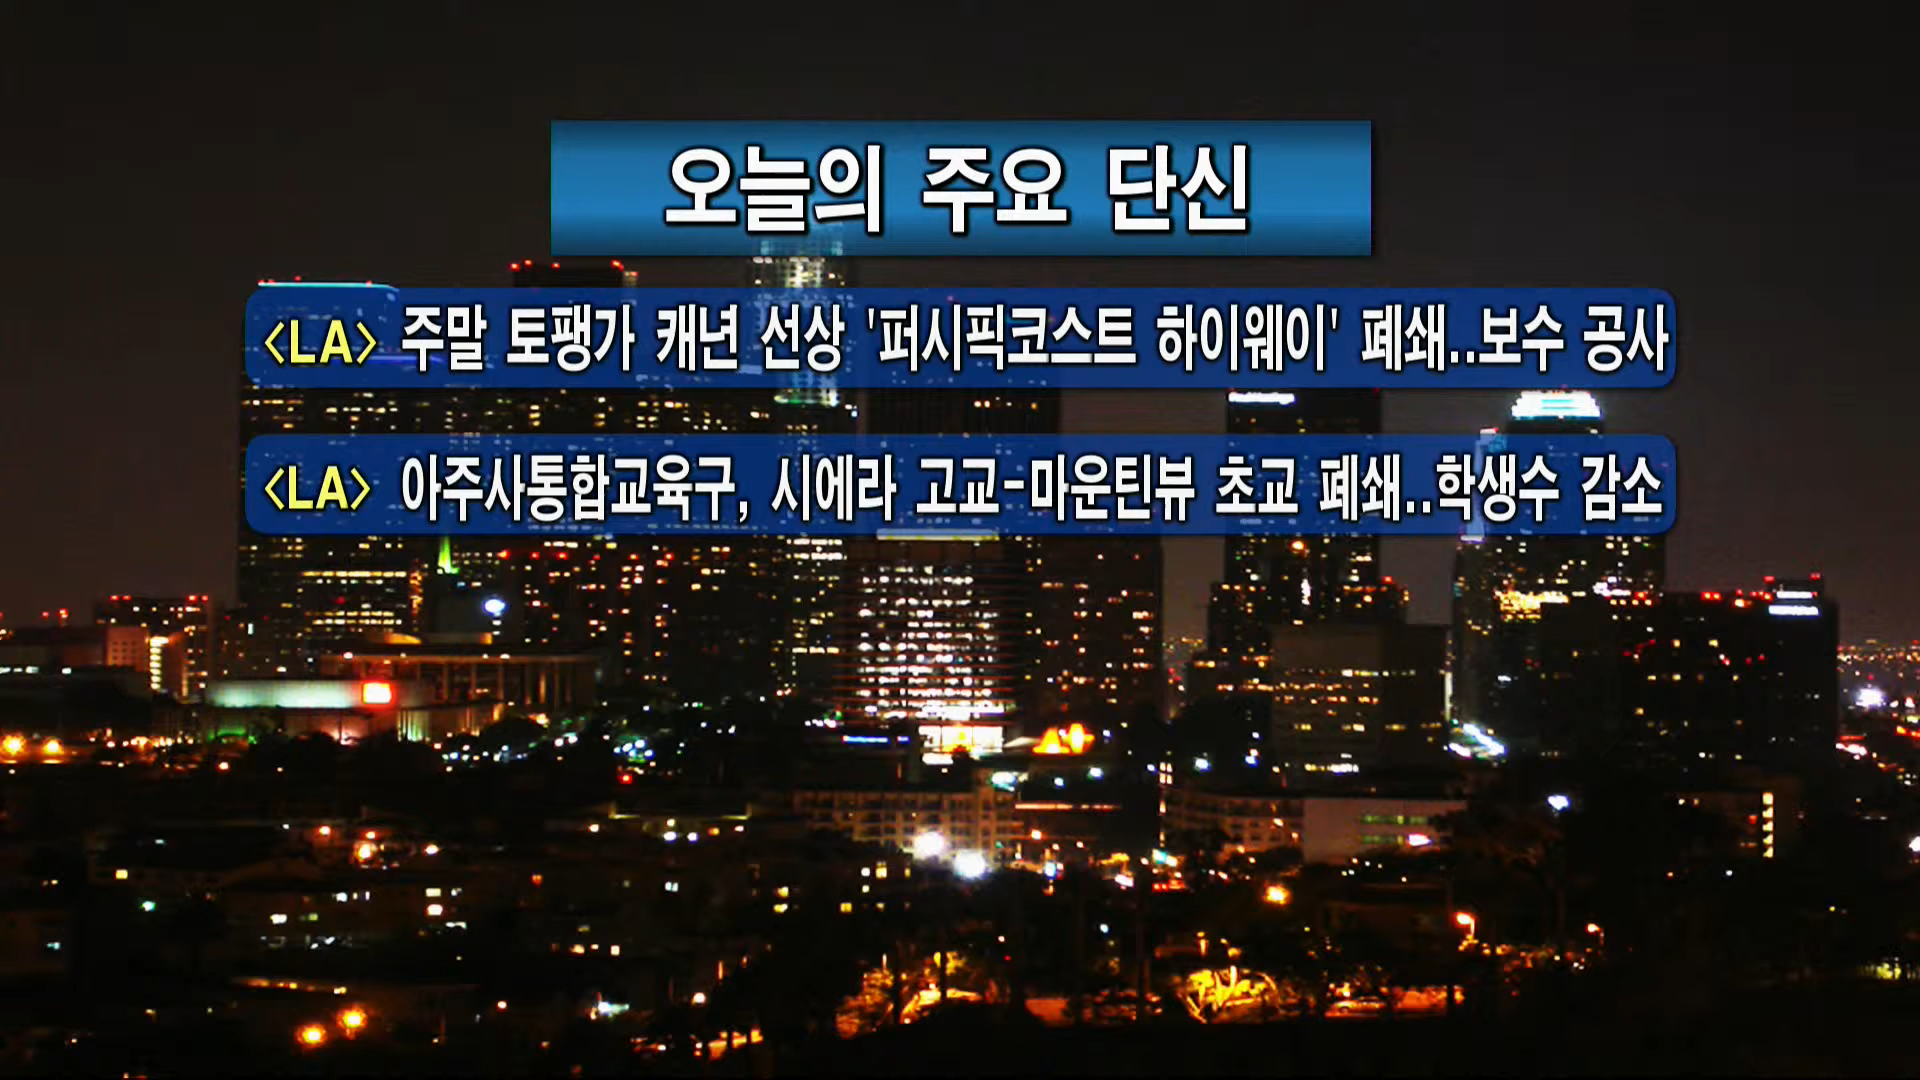 오늘의 주요 단신
<LA> 주말 토팽가 캐년 선상 '퍼시픽코스트 하이웨이' 폐쇄..보수 공사
<LA> 아주사통합교육구, 시에라 고교-마운틴뷰 초교 폐쇄..학생수 감소